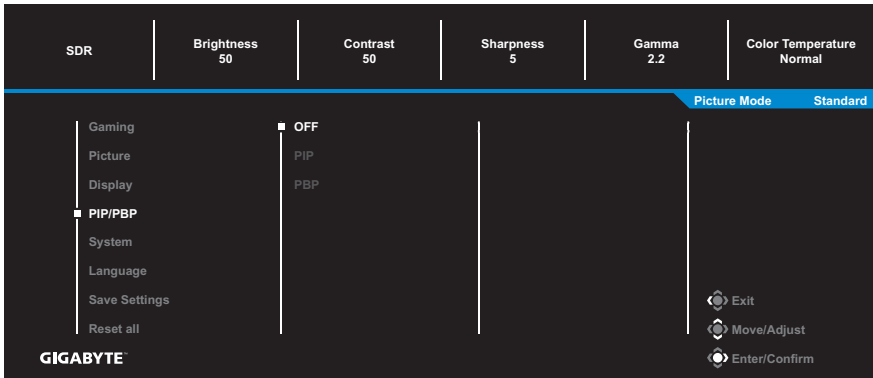 SDR
Brightness
50
Contrast
50
Sharpness
5
Gamma
2.2
Color Temperature
Normal
Picture Mode Standard
Gaming
Picture
Display
PIP/PBP
System
Language
Save Settings
Reset all
OFF
PIP
PBP
Exit
Move/Adjust
Enter/Confirm
GIGABYTE™